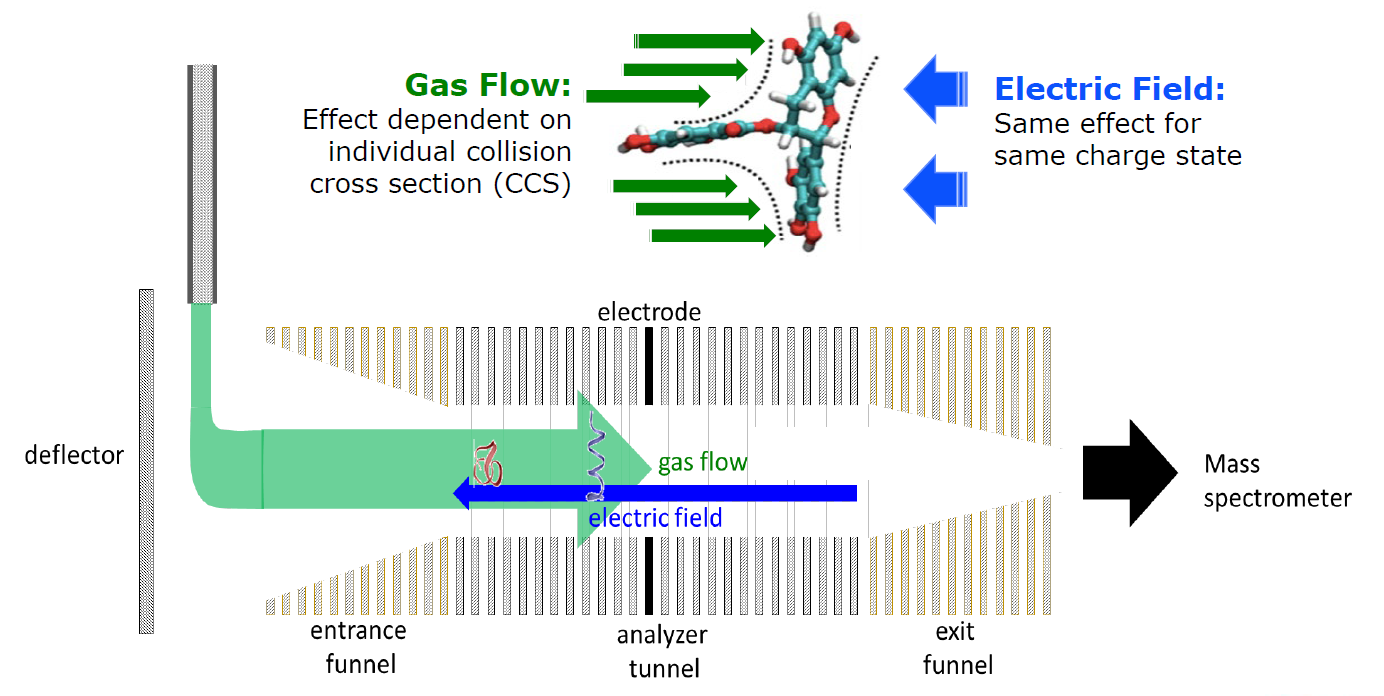 Gas Flow:
Effect dependent on
individual collision
cross section (CCS)
Electric Field:
Same effect for
same charge state
electrode
deflector
gas flow
electric field
Mass
spectrometer
entrance
funnel
analyzer
tunnel
exit
funnel